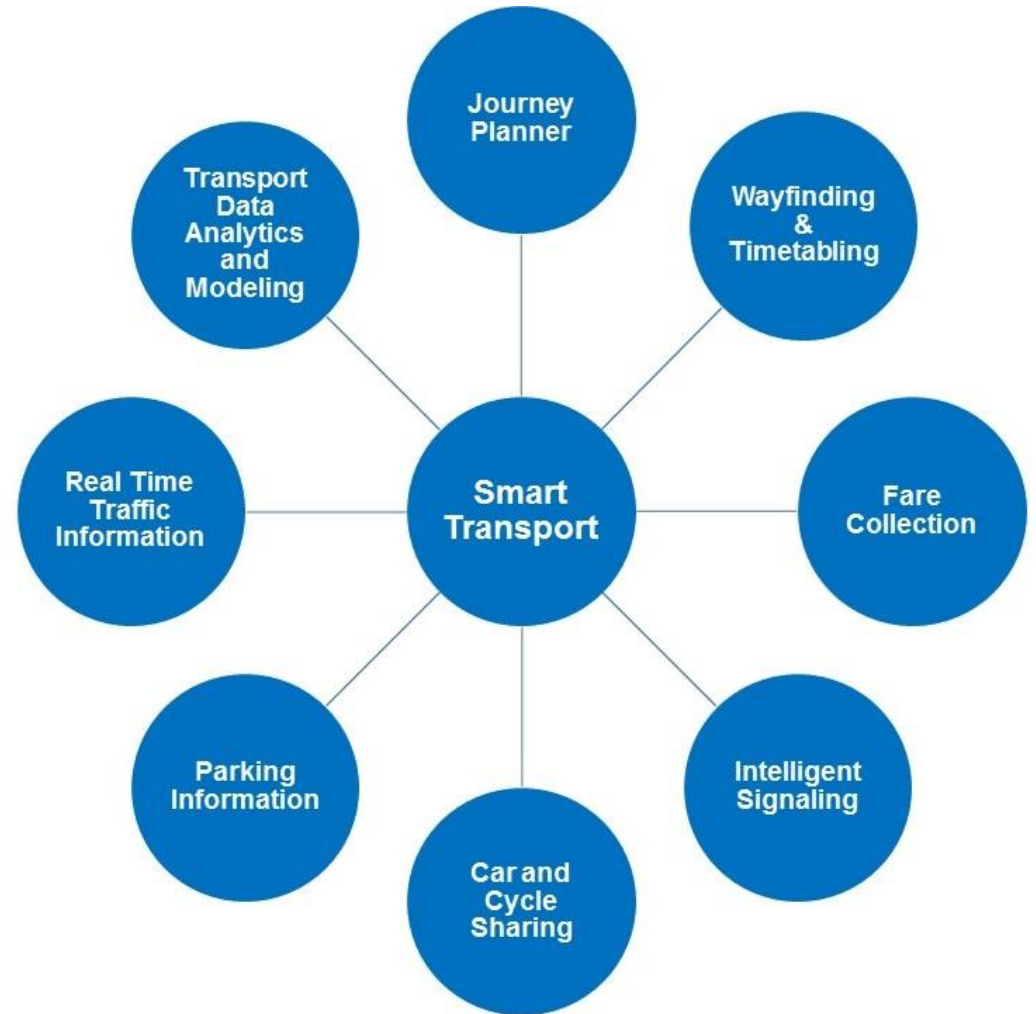 Journey
Planner
Wayfinding
&
Timetabling
Fare
Collection
Intelligent
Signaling
Car and
Cycle
Sharing
Parking
Information
Real Time
Traffic
Information
Transport
Data
Analytics
and
Modeling
Smart
Transport